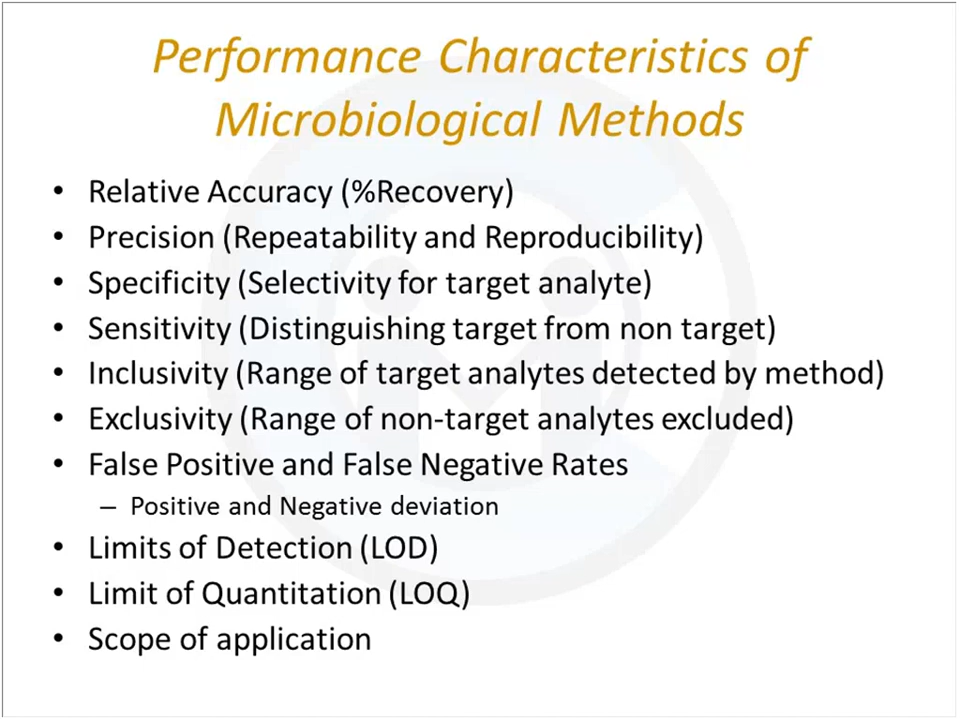 Performance Characteristics of
Microbiological Methods
• Relative Accuracy (%Recovery)
• Precision (Repeatability and Reproducibility)
• Specificity (Selectivity for target analyte)
• Sensitivity (Distinguishing target from non target)
• Inclusivity (Range of target analytes detected by method)
• Exclusivity (Range of non-target analytes excluded)
• False Positive and False Negative Rates
– Positive and Negative deviation
• Limits of Detection (LOD)
• Limit of Quantitation (LOQ)
• Scope of application